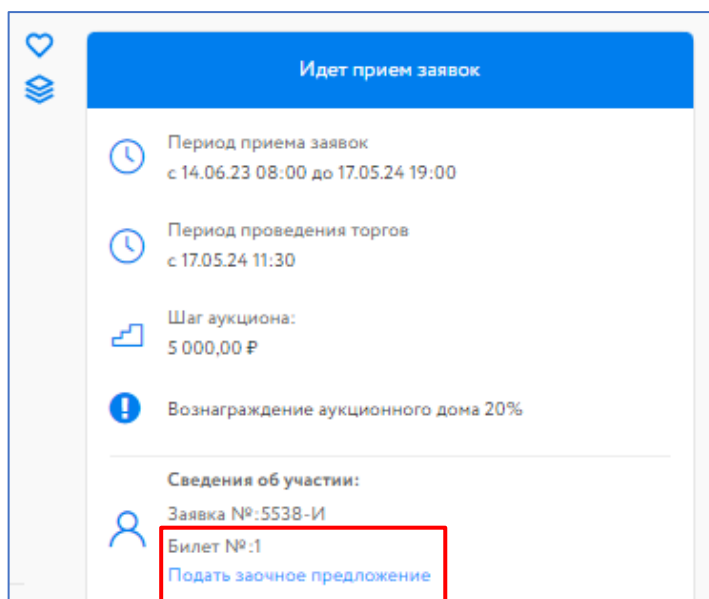 Идет прием заявок
Период приема заявок
с 14.06.23 08:00 до 17.05.24 19:00
Период проведения торгов
с 17.05.24 11:30
Шаг аукциона:
5 000,00 ₽
Вознаграждение аукционного дома 20%
Сведения об участии:
Заявка №:5538-И
Билет №:1
Подать заочное предложение